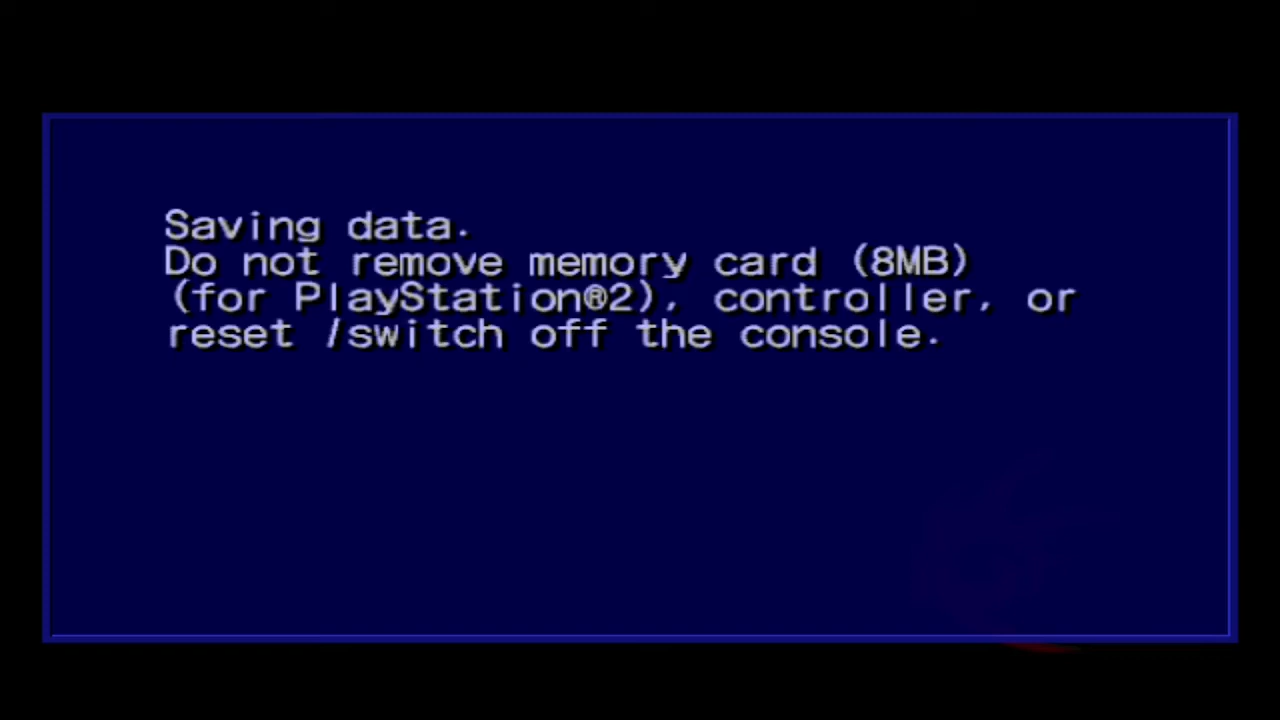 Saving data.
Do not remove memory card (8MB)
(for PlayStation®2), controller, or
reset /switch off the console.